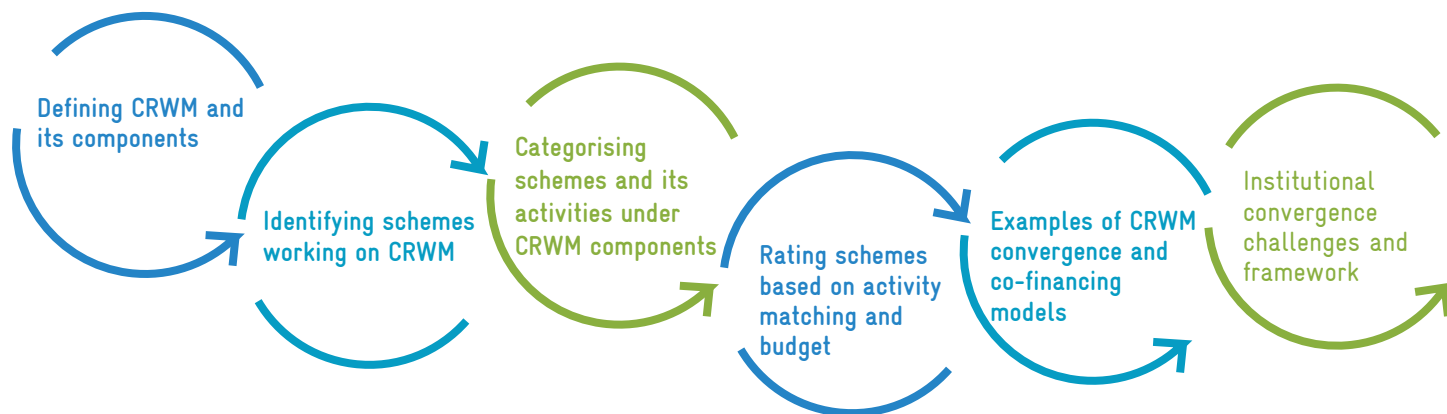 Defining CRWM and
its components
Identifying schemes
working on CRWM
Categorising
schemes and its
activities under
CRWM components
Rating schemes
based on activity
matching and
budget
Examples of CRWM
convergence and
co-financing
models
Institutional
convergence
challenges and
framework